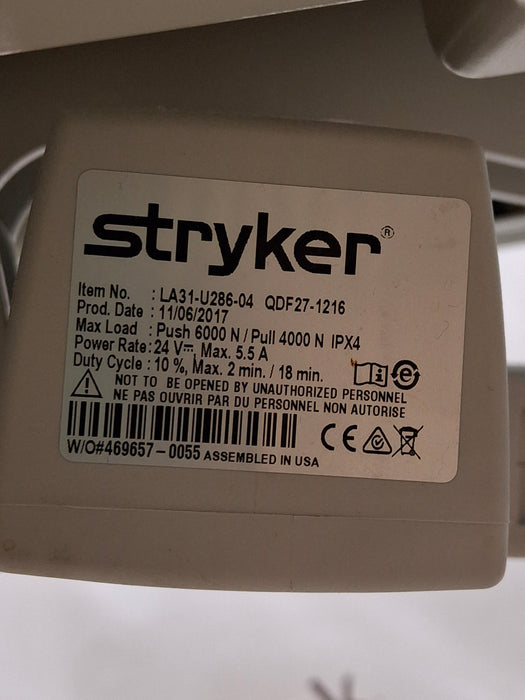 stryker®
Item No. : LA31-U286-04 QDF27-1216
Prod. Date : 11/06/2017
Max Load : Push 6000 N / Pull 4000 N IPX4
Power Rate: 24 V⎓ Max. 5.5 A
Duty Cycle : 10 %, Max. 2 min. / 18 min.
NOT TO BE OPENED BY UNAUTHORIZED PERSONNEL
NE PAS OUVRIR PAR DU PERSONNEL NON AUTORISE
W/O#469657-0055 ASSEMBLED IN USA
CE